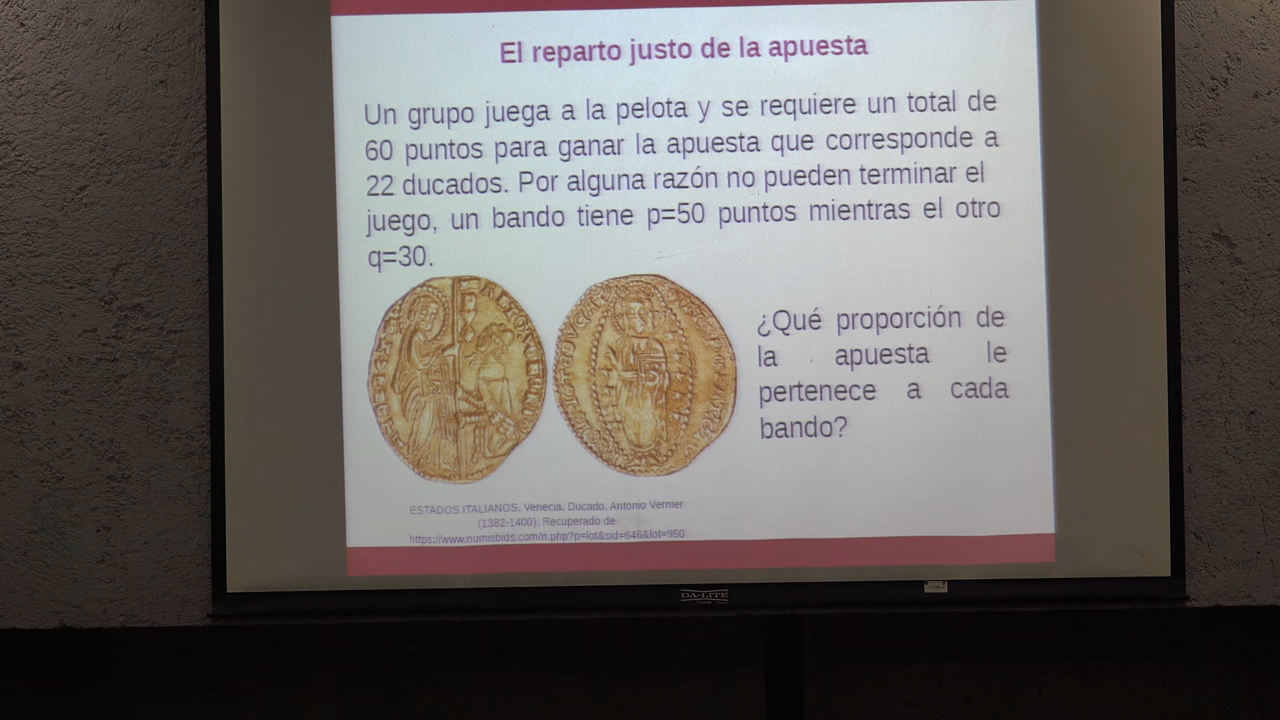 El reparto justo de la apuesta
Un grupo juega a la pelota y se requiere un total de
60 puntos para ganar la apuesta que corresponde a
22 ducados. Por alguna razón no pueden terminar el
juego, un bando tiene p=50 puntos mientras el otro
q=30.
¿Qué proporción de
la apuesta le
pertenece a cada
bando?
ESTADOS ITALIANOS. Venecia. Ducado. Antonio Vernier
(1382-1400). Recuperado de
https://www.numisbids.com/n.php?p=lot&sid=646&lot=950
DA-LITE